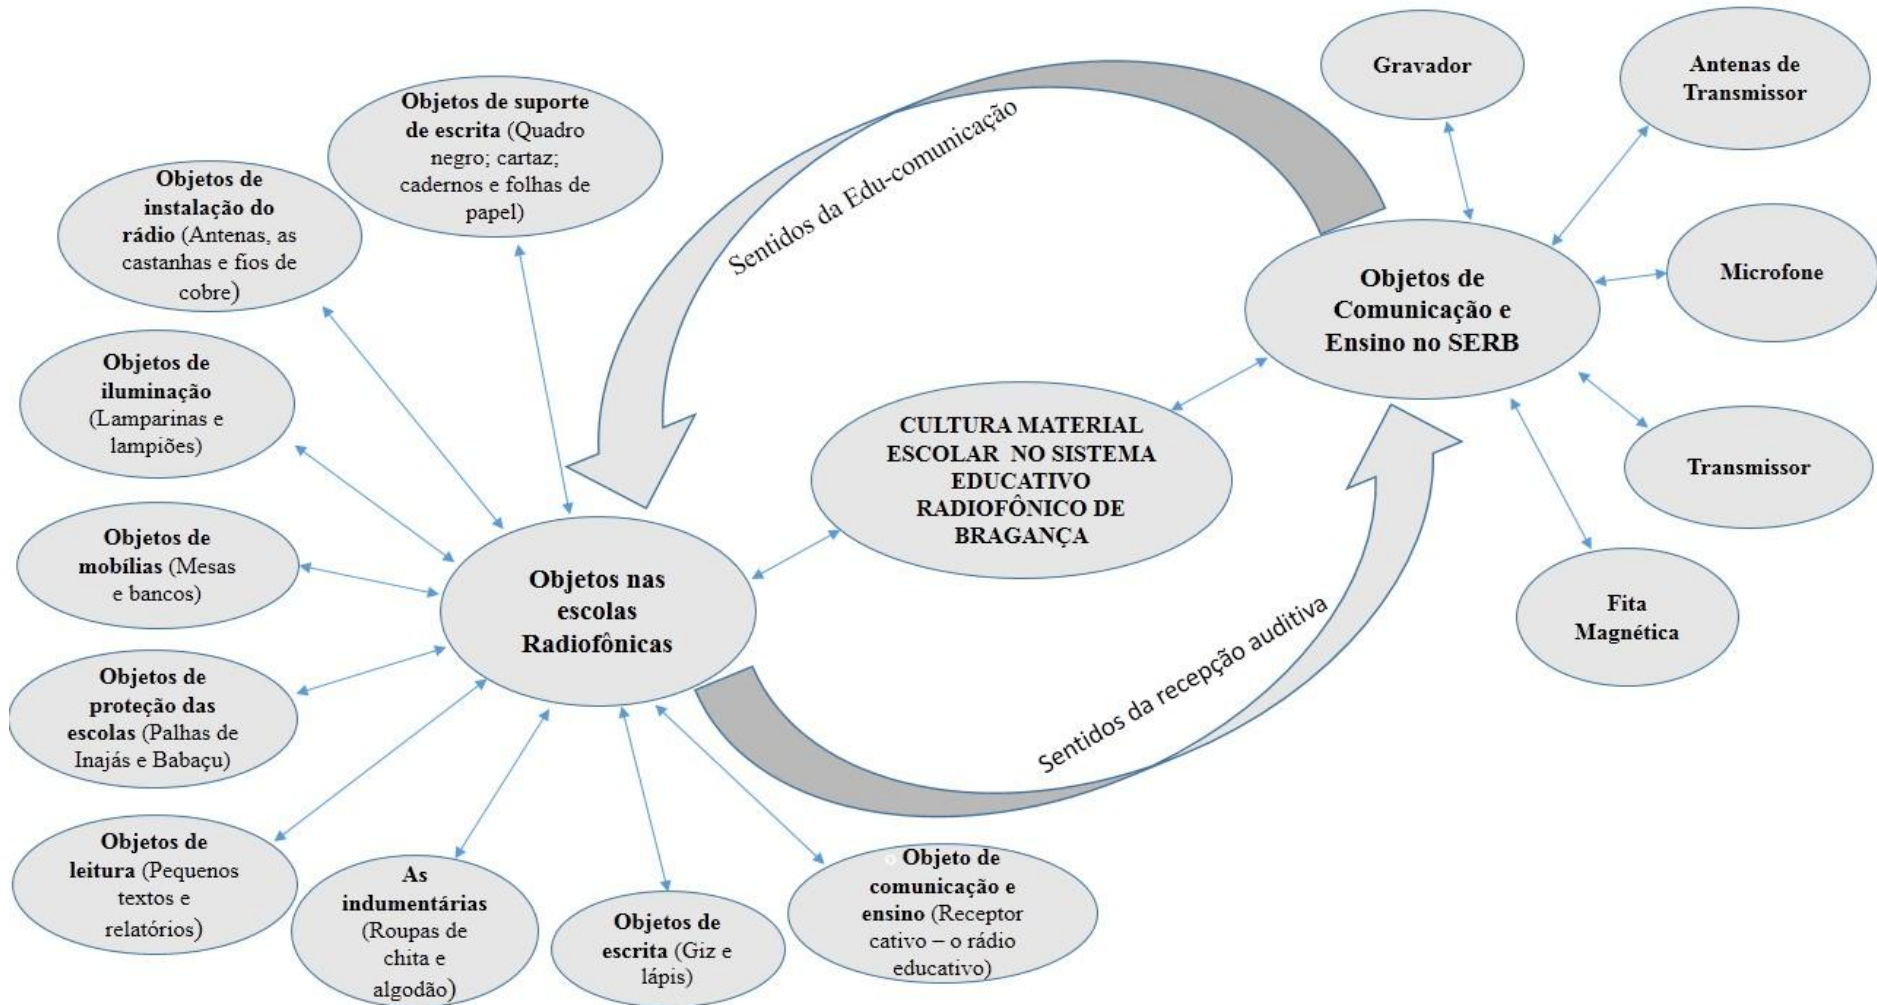 Gravador
Antenas de
Transmissor
Objetos de suporte
de escrita (Quadro
negro; cartaz;
cadernos e folhas de
papel)
Sentidos da Edu-comunicação
Objetos de
instalação do
rádio (Antenas, as
castanhas e fios de
cobre)
Microfone
Objetos de
Comunicação e
Ensino no SERB
Objetos de
iluminação
(Lamparinas e
lampiões)
CULTURA MATERIAL
ESCOLAR NO SISTEMA
EDUCATIVO
RADIOFÔNICO DE
BRAGANÇA
Transmissor
Objetos de
mobílias (Mesas
e bancos)
Objetos nas
escolas
Radiofônicas
Fita
Magnética
Sentidos da recepção auditiva
Objetos de
proteção das
escolas (Palhas de
Inajás e Babaçu)
Objetos de
leitura (Pequenos
textos e
relatórios)
As
indumentárias
(Roupas de
chita e
algodão)
Objetos de
escrita (Giz e
lápis)
o Objeto de
comunicação e
ensino (Receptor
cativo – o rádio
educativo)